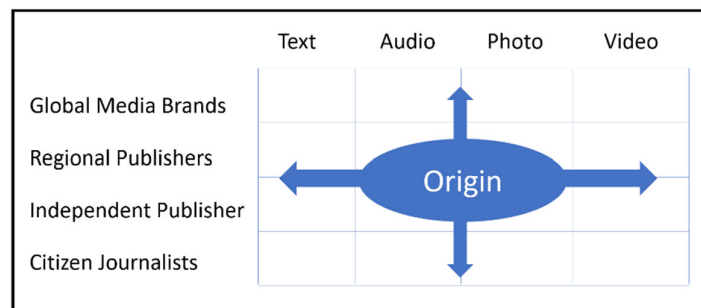 Text Audio Photo Video
Global Media Brands
Regional Publishers
Origin
Independent Publisher
Citizen Journalists